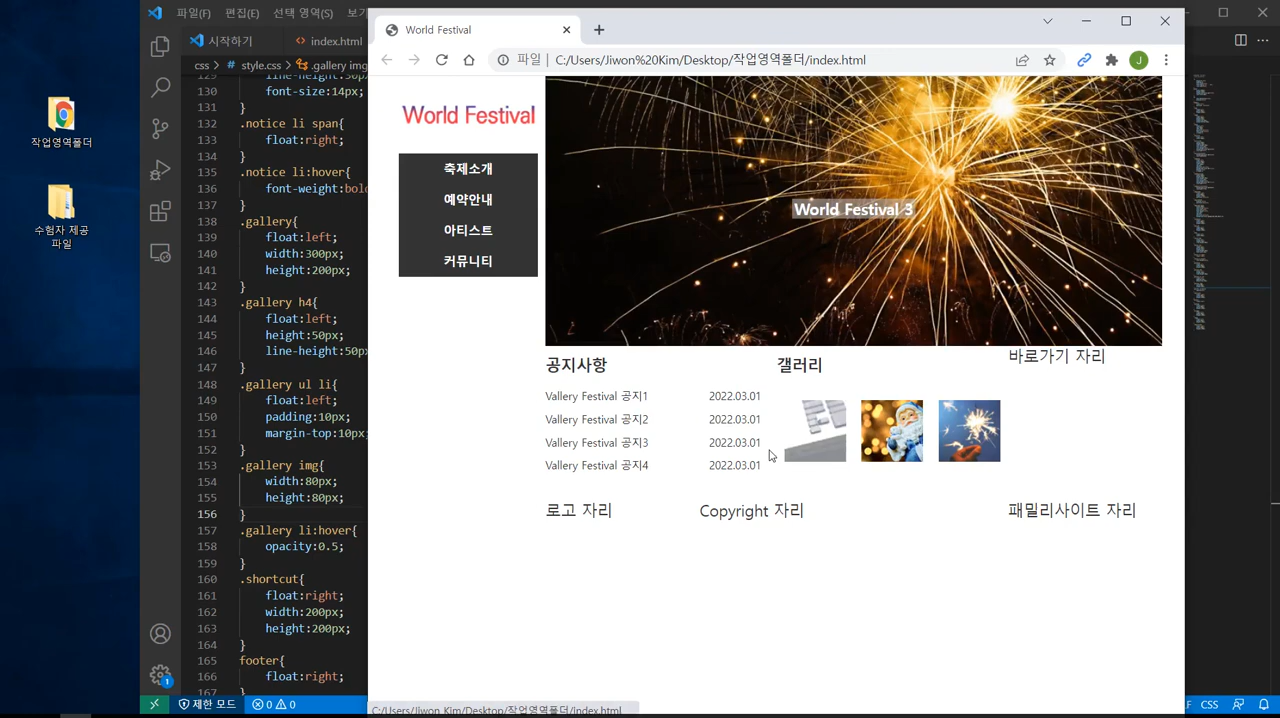 작업영역폴더
수험자 제공
파일
파일(F) 편집(E) 선택 영역(S) 보기
시작하기 index.html
css > # style.css > .gallery img
129 line-height:30p
130 font-size:14px;
131 }
132 .notice li span{
133 float:right;
134 }
135 .notice li:hover{
136 font-weight:bol
137 }
138 .gallery{
139 float:left;
140 width:300px;
141 height:200px;
142 }
143 .gallery h4{
144 float:left;
145 height:50px;
146 line-height:50p
147 }
148 .gallery ul li{
149 float:left;
150 padding:10px;
151 margin-top:10px;
152 }
153 .gallery img{
154 width:80px;
155 height:80px;
156 }
157 .gallery li:hover{
158 opacity:0.5;
159 }
160 .shortcut{
161 float:right;
162 width:200px;
163 height:200px;
164 }
165 footer{
166 float:right;
167 }
1
제한 모드 0 0
CSS
World Festival
파일 C:/Users/Jiwon%20Kim/Desktop/작업영역폴더/index.html
J
World Festival
축제소개
예약안내
아티스트
커뮤니티
World Festival 3
공지사항
Vallery Festival 공지1 2022.03.01
Vallery Festival 공지2 2022.03.01
Vallery Festival 공지3 2022.03.01
Vallery Festival 공지4 2022.03.01
갤러리
바로가기 자리
로고 자리 Copyright 자리 패밀리사이트 자리
C:/Users/Jiwon Kim/Desktop/작업영역폴더/index.html